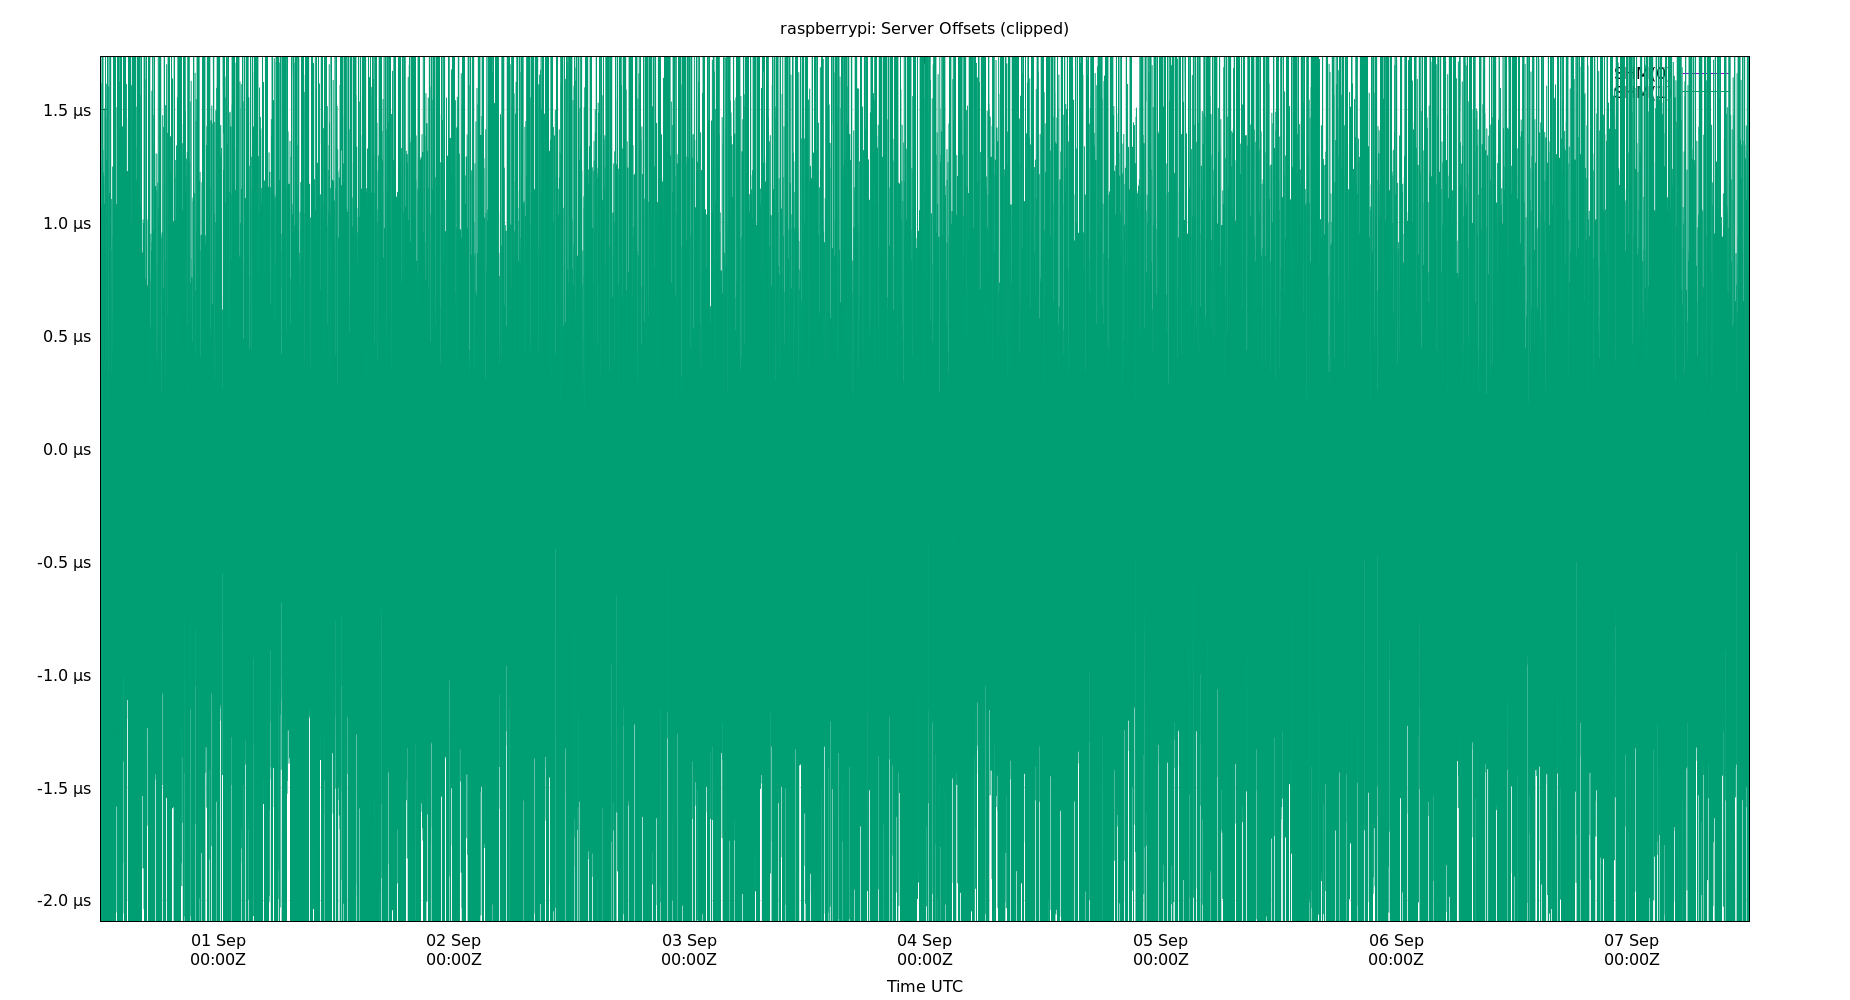 raspberrypi: Server Offsets (clipped)
1.5 µs
1.0 µs
0.5 µs
0.0 µs
-0.5 µs
-1.0 µs
-1.5 µs
-2.0 µs
01 Sep
00:00Z
02 Sep
00:00Z
03 Sep
00:00Z
04 Sep
00:00Z
05 Sep
00:00Z
06 Sep
00:00Z
07 Sep
00:00Z
Time UTC